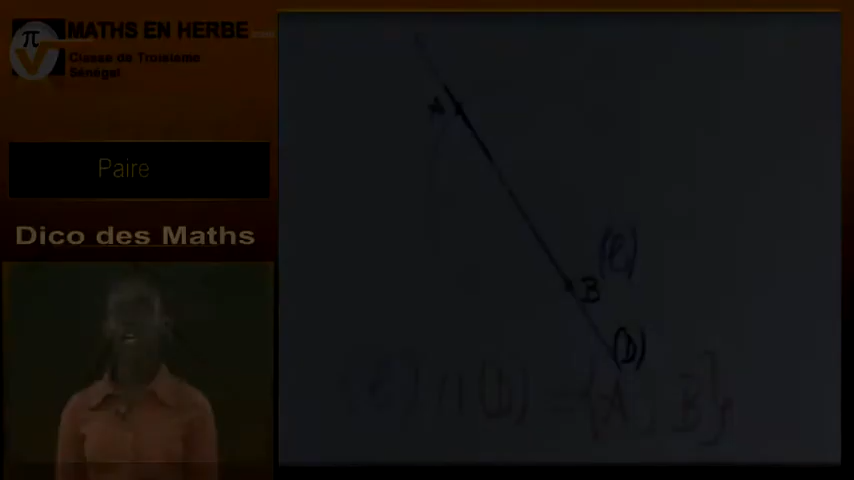 MATHS EN HERBE
Classe de Troisième
Sénégal
Paire
Dico des Maths
A
(C)
B
(D)
(C) ∩ (D) = {A ; B}